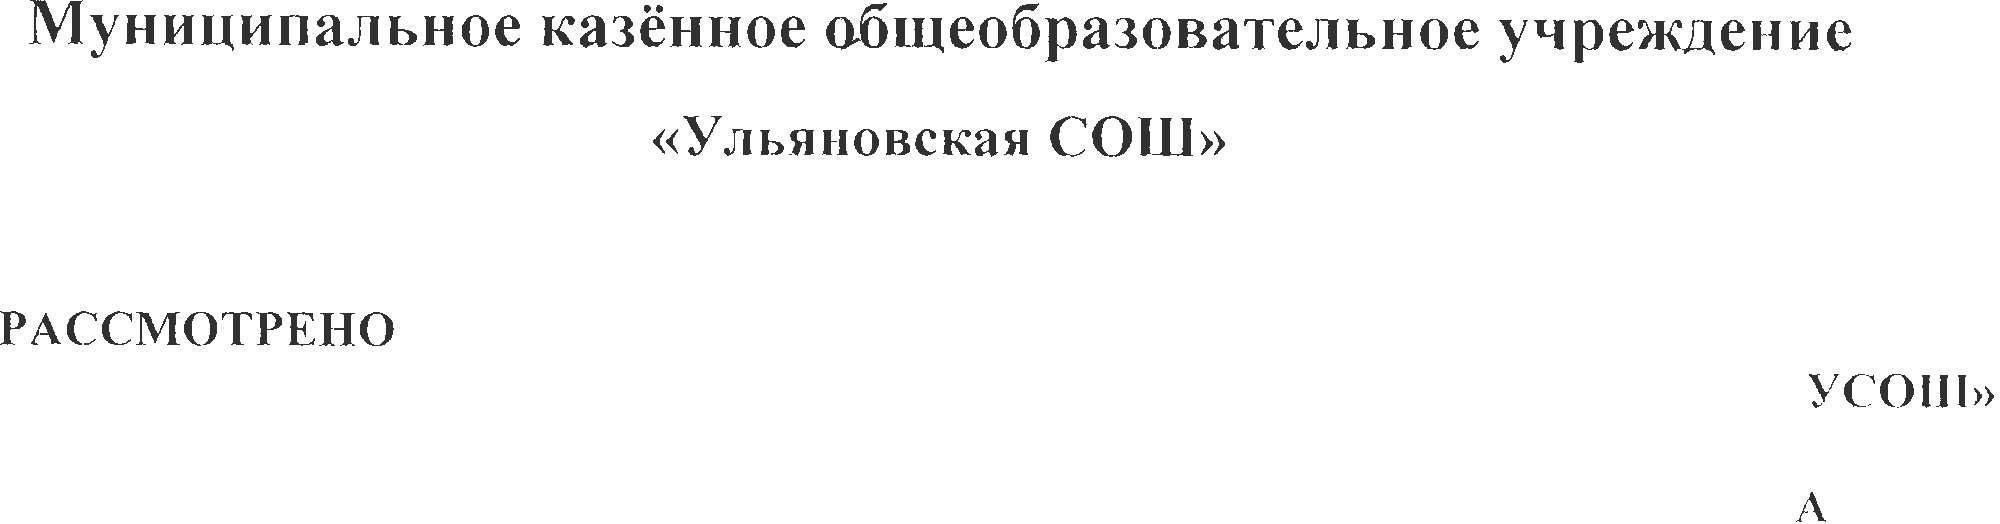 Муниципальное казённое общеобразовательное учреждение
«Ульяновская СОШ»
РАССМОТРЕНО
УСОШ»
А